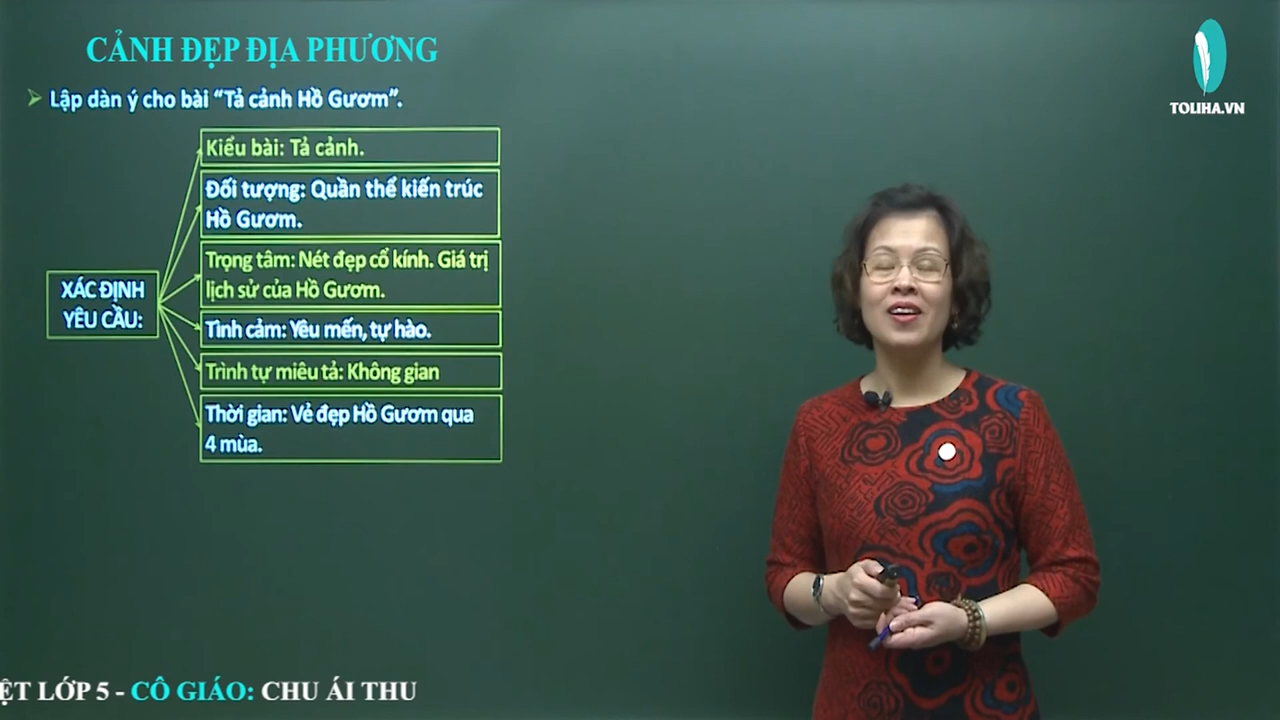 CẢNH ĐẸP ĐỊA PHƯƠNG
TOLIHA.VN
Lập dàn ý cho bài “Tả cảnh Hồ Gươm”.
XÁC ĐỊNH
YÊU CẦU:
Kiểu bài: Tả cảnh.
Đối tượng: Quần thể kiến trúc
Hồ Gươm.
Trọng tâm: Nét đẹp cổ kính. Giá trị
lịch sử của Hồ Gươm.
Tình cảm: Yêu mến, tự hào.
Trình tự miêu tả: Không gian
Thời gian: Vẻ đẹp Hồ Gươm qua
4 mùa.
LỚP 5 - CÔ GIÁO: CHU ÁI THU